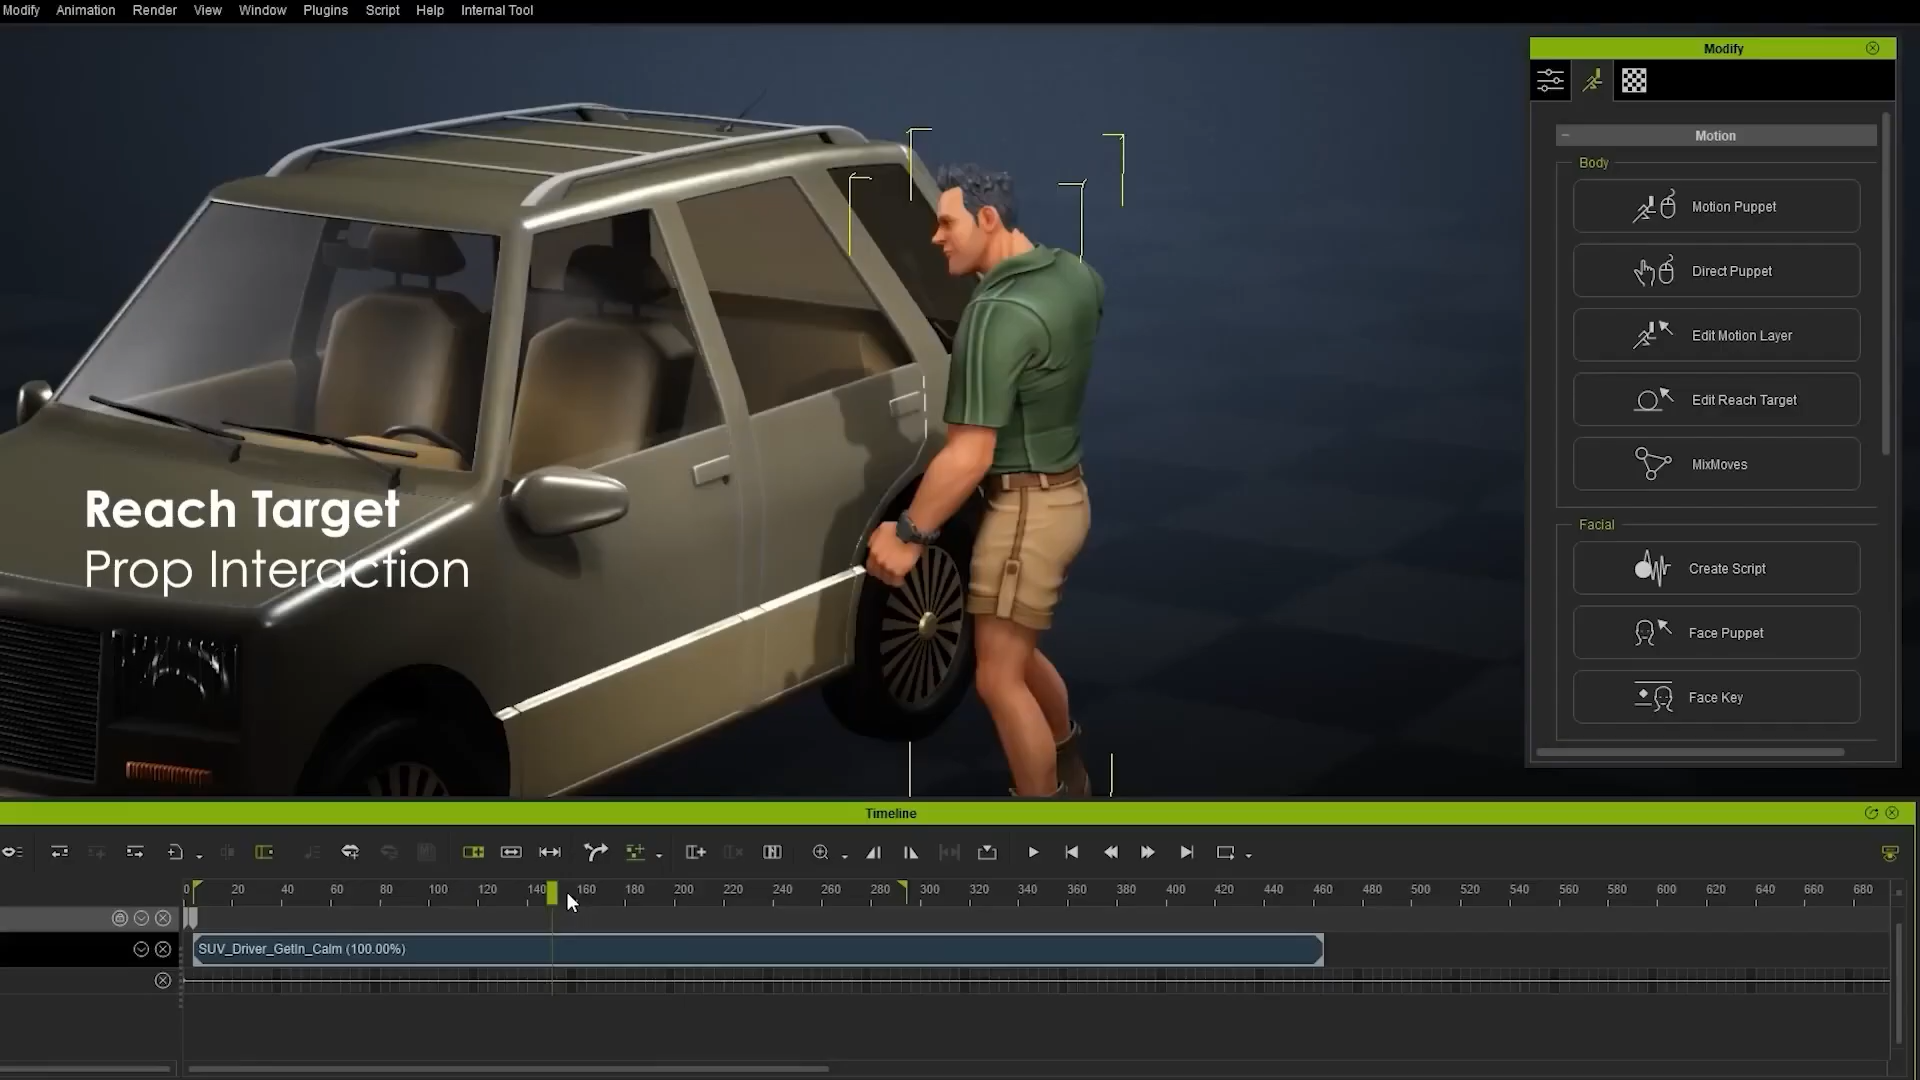 Modify Animation Render View Window Plugins Script Help Internal Tool
Modify
Motion
Body
Motion Puppet
Direct Puppet
Edit Motion Layer
Edit Reach Target
MixMoves
Facial
Create Script
Face Puppet
Face Key
Reach Target
Prop Interaction
Timeline
0 20 40 60 80 100 120 140 160 180 200 220 240 260 280 300 320 340 360 380 400 420 440 460 480 500 520 540 560 580 600 620 640 660 680
SUV_Driver_GetIn_Calm (100.00%)